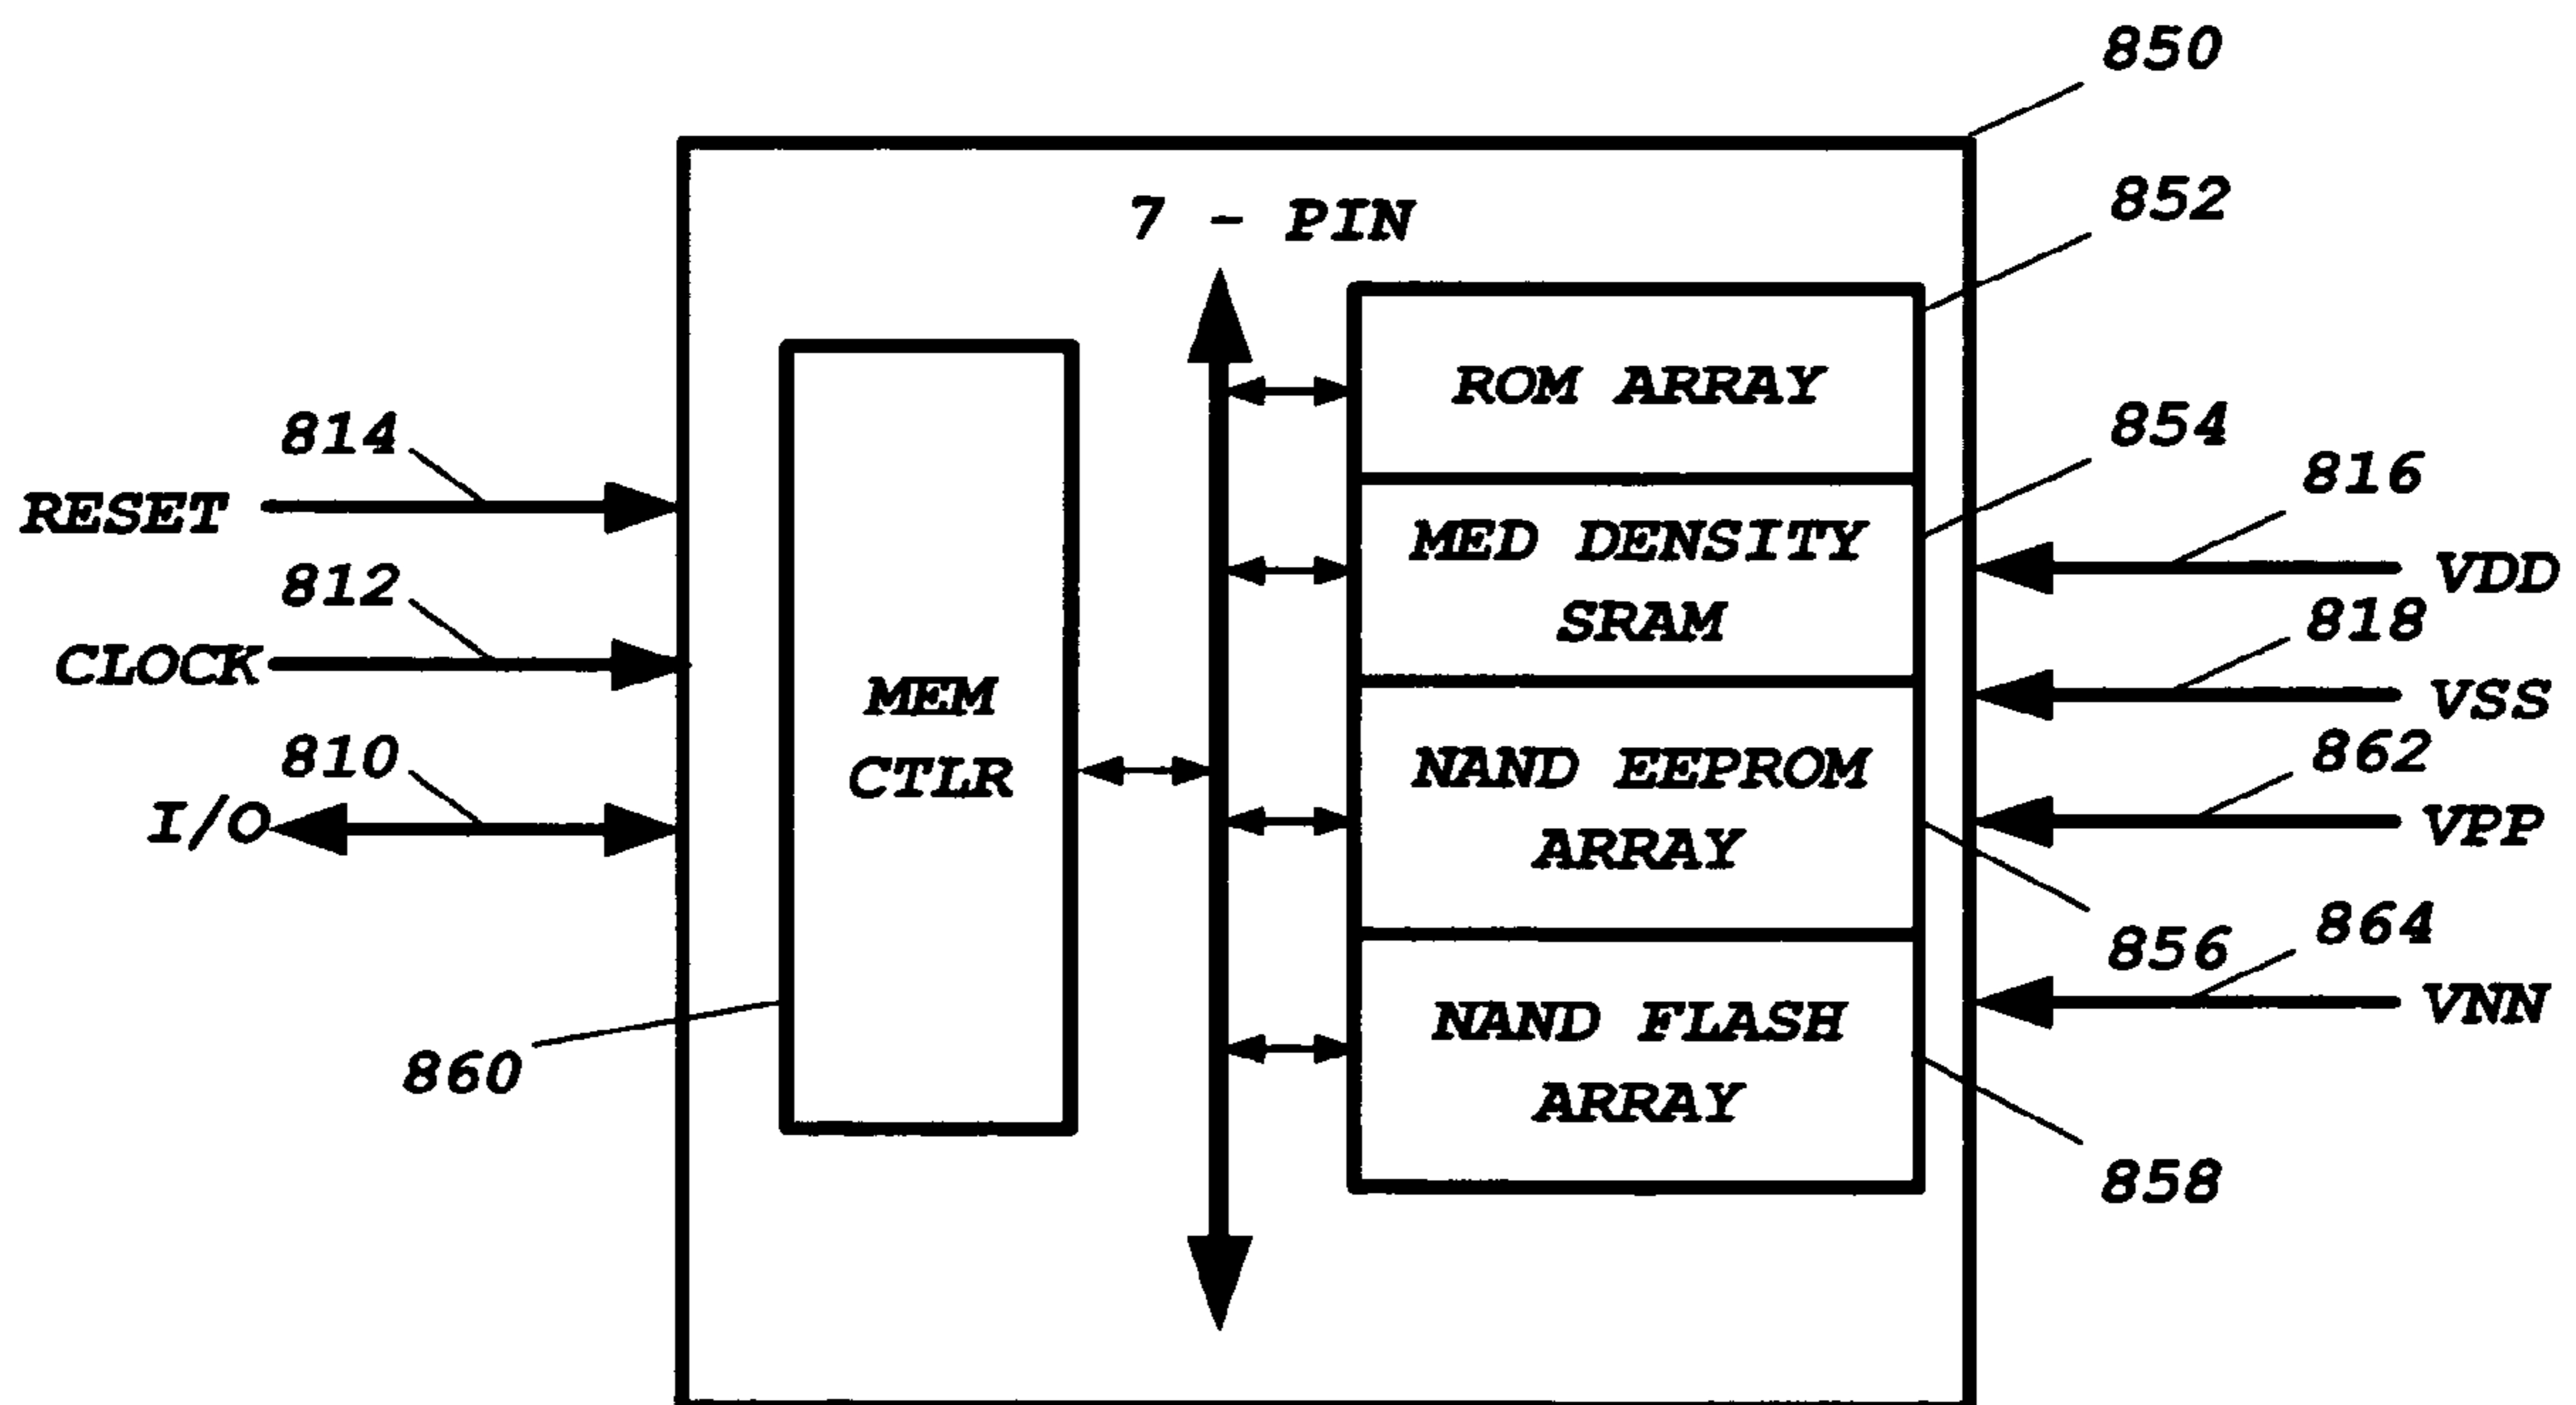 850
7 - PIN
852
ROM ARRAY
854
814
RESET
MED DENSITY
SRAM
816
VDD
812
CLOCK
818
VSS
MEM
CTLR
810
I/O
NAND EEPROM
ARRAY
862
VPP
856
864
VNN
860
NAND FLASH
ARRAY
858